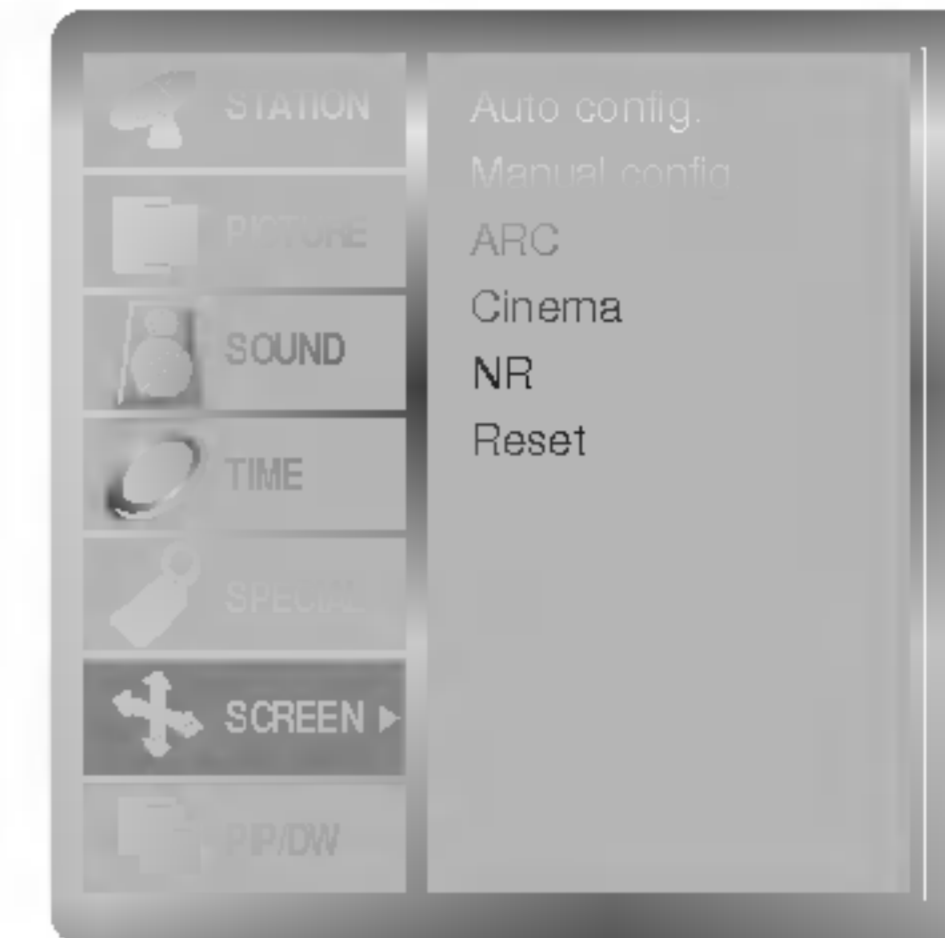 STATION
PICTURE
SOUND
TIME
SPECIAL
SCREEN ▶
PIP/DW
Auto config.
Manual config
ARC
Cinema
NR
Reset